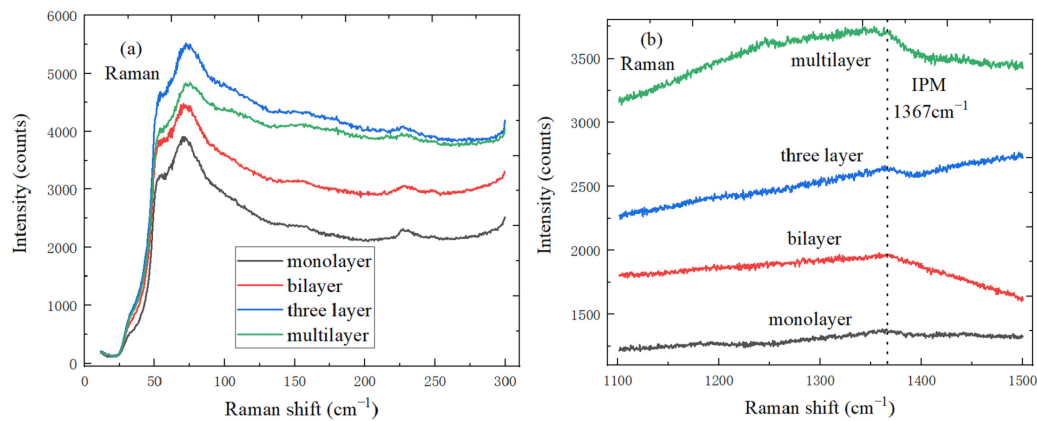 (a)
Raman
Intensity (counts)
6000
5000
4000
3000
2000
1000
0
monolayer
bilayer
three layer
multilayer
0 50 100 150 200 250 300
Raman shift (cm⁻¹)
(b)
Raman
multilayer
IPM
1367cm⁻¹
three layer
bilayer
monolayer
Intensity (counts)
3500
2500
1500
1100 1200 1300 1400 1500
Raman shift (cm⁻¹)